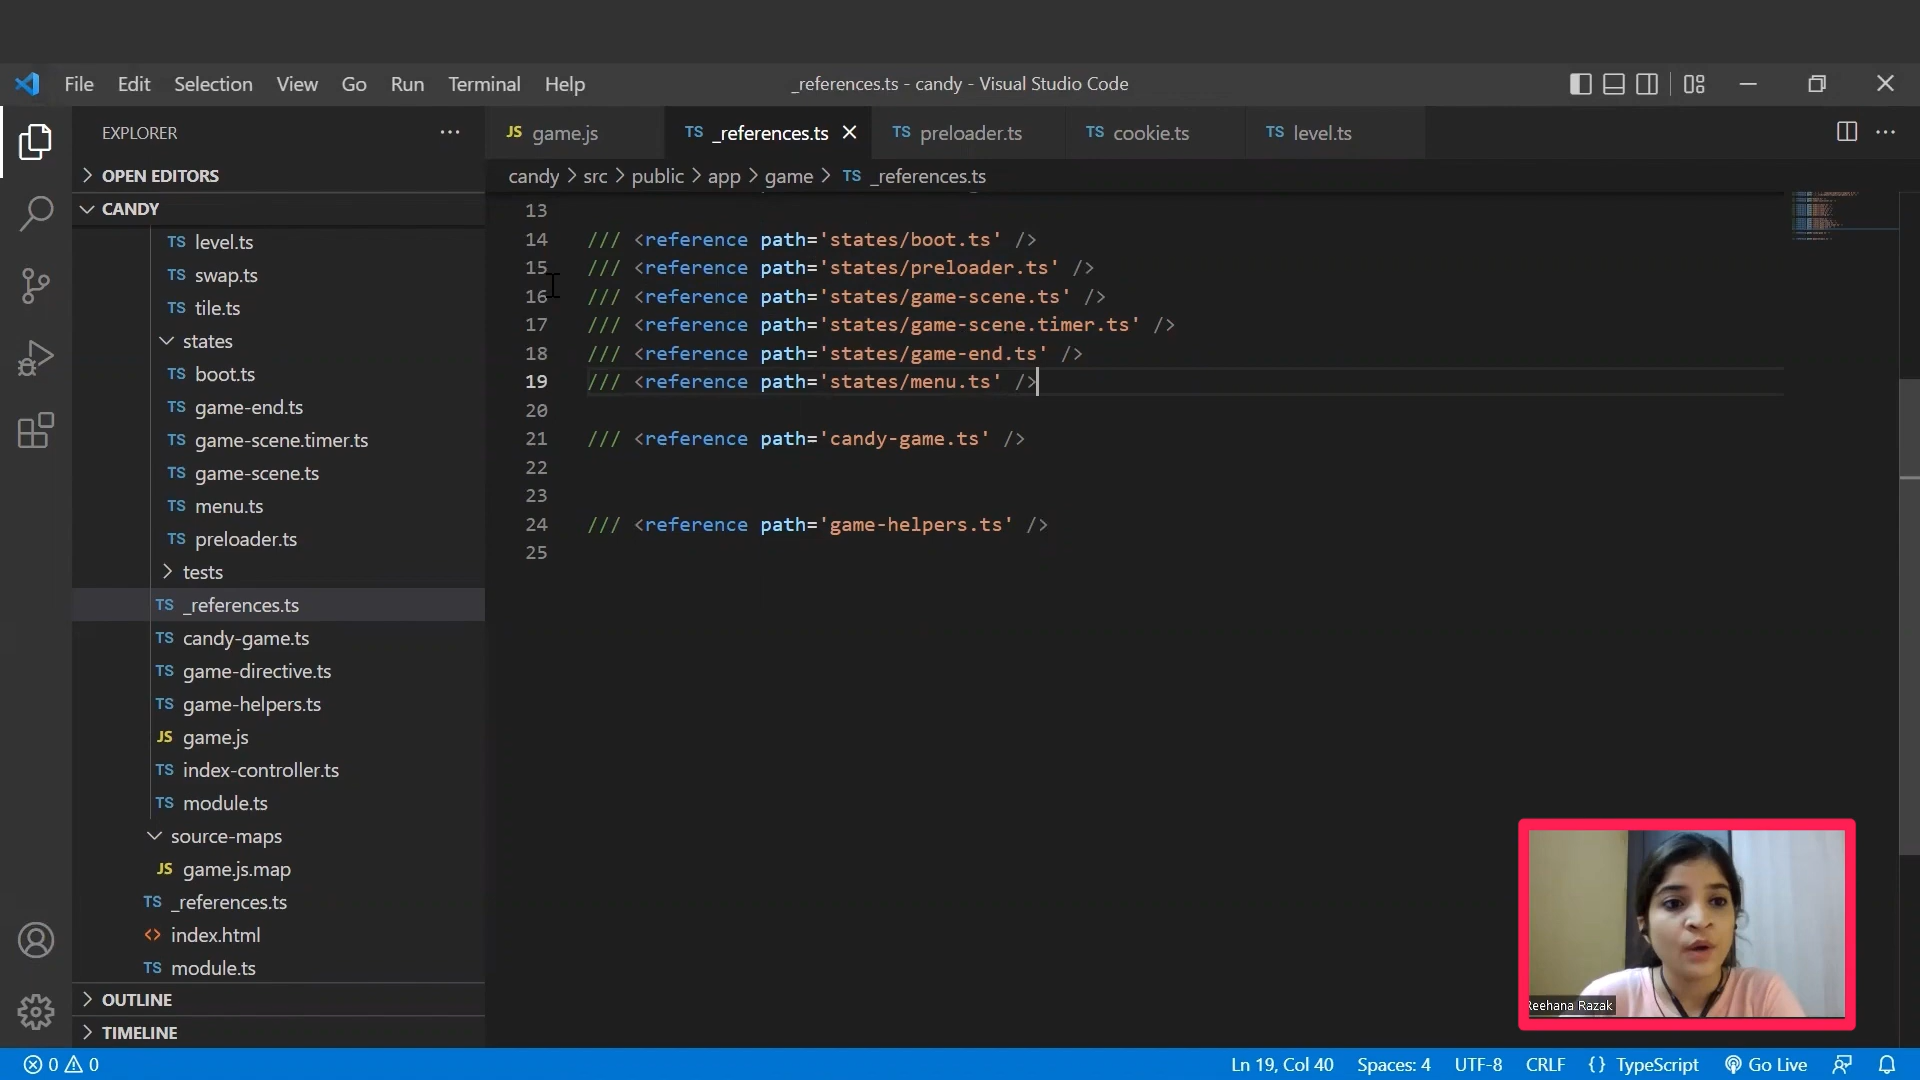 File Edit Selection View Go Run Terminal Help
_references.ts - candy - Visual Studio Code
EXPLORER
JS game.js
TS _references.ts
TS preloader.ts
TS cookie.ts
TS level.ts
candy > src > public > app > game > TS _references.ts
OPEN EDITORS
CANDY
TS level.ts
TS swap.ts
TS tile.ts
states
TS boot.ts
TS game-end.ts
TS game-scene.timer.ts
TS game-scene.ts
TS menu.ts
TS preloader.ts
tests
TS _references.ts
TS candy-game.ts
TS game-directive.ts
TS game-helpers.ts
JS game.js
TS index-controller.ts
TS module.ts
source-maps
JS game.js.map
TS _references.ts
<> index.html
TS module.ts
OUTLINE
TIMELINE
13
14 /// <reference path='states/boot.ts' />
15 /// <reference path='states/preloader.ts' />
16 /// <reference path='states/game-scene.ts' />
17 /// <reference path='states/game-scene.timer.ts' />
18 /// <reference path='states/game-end.ts' />
19 /// <reference path='states/menu.ts' />
20
21 /// <reference path='candy-game.ts' />
22
23
24 /// <reference path='game-helpers.ts' />
25
Reehana Razak
0 0
Ln 19, Col 40 Spaces: 4 UTF-8 CRLF {} TypeScript Go Live